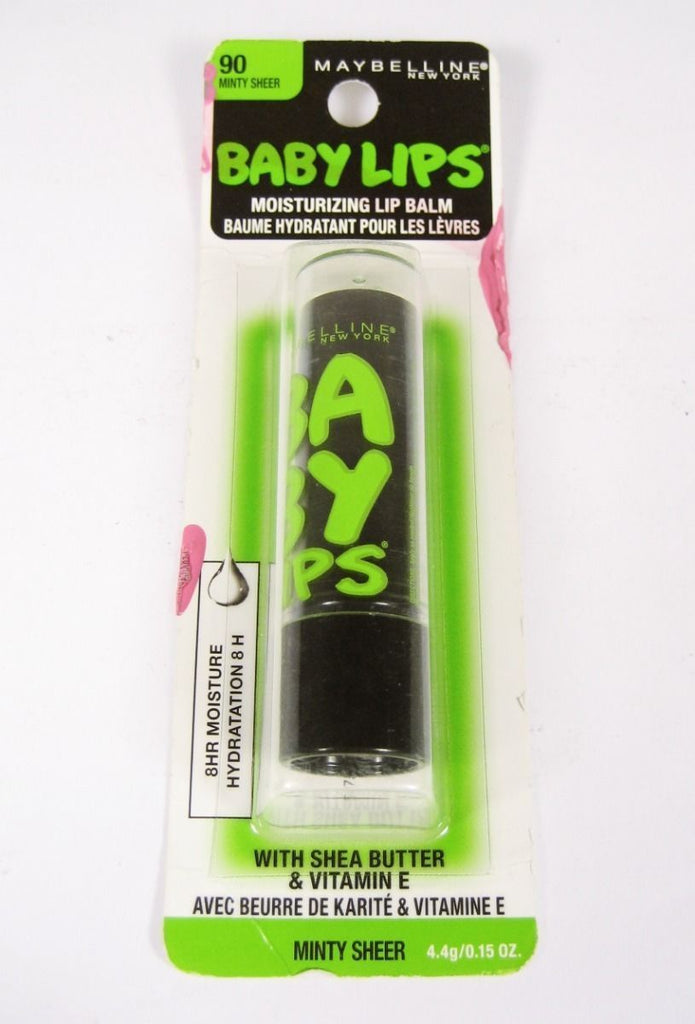 90
MINTY SHEER
MAYBELLINE®
NEW YORK
BABY LIPS®
MOISTURIZING LIP BALM
BAUME HYDRATANT POUR LES LÈVRES
ELLINE®
NEW YORK
BA
BY
IPS®
8HR MOISTURE
HYDRATATION 8 H
WITH SHEA BUTTER
& VITAMIN E
AVEC BEURRE DE KARITÉ & VITAMINE E
MINTY SHEER
4.4g/0.15 OZ.